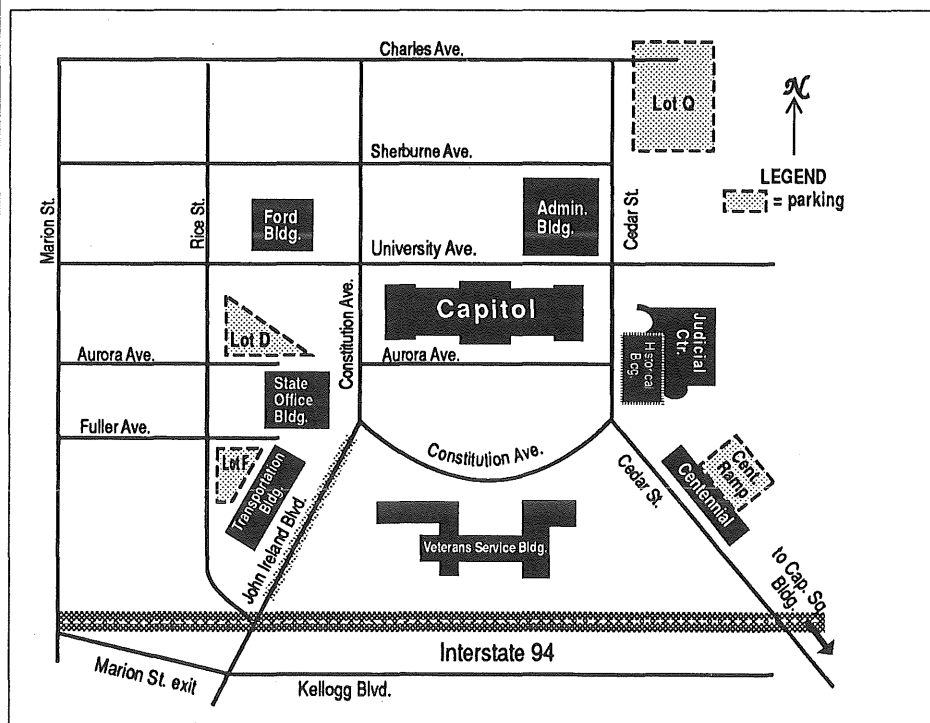 Charles Ave.
Lot Q
N
Sherburne Ave.
LEGEND
= parking
Marion St.
Rice St.
Ford
Bldg.
Admin.
Bldg.
Cedar St.
University Ave.
Constitution Ave.
Capitol
Judicial
Ctr.
Historical
Bldg
Lot D
Aurora Ave.
Aurora Ave.
State
Office
Bldg.
Fuller Ave.
Constitution Ave.
Lot F
Transportation
Bldg.
John Ireland Blvd.
Cedar St.
Cent
Ramp
Centennial
Veterans Service Bldg.
to Cap. Sq
Bldg.
Interstate 94
Marion St. exit
Kellogg Blvd.